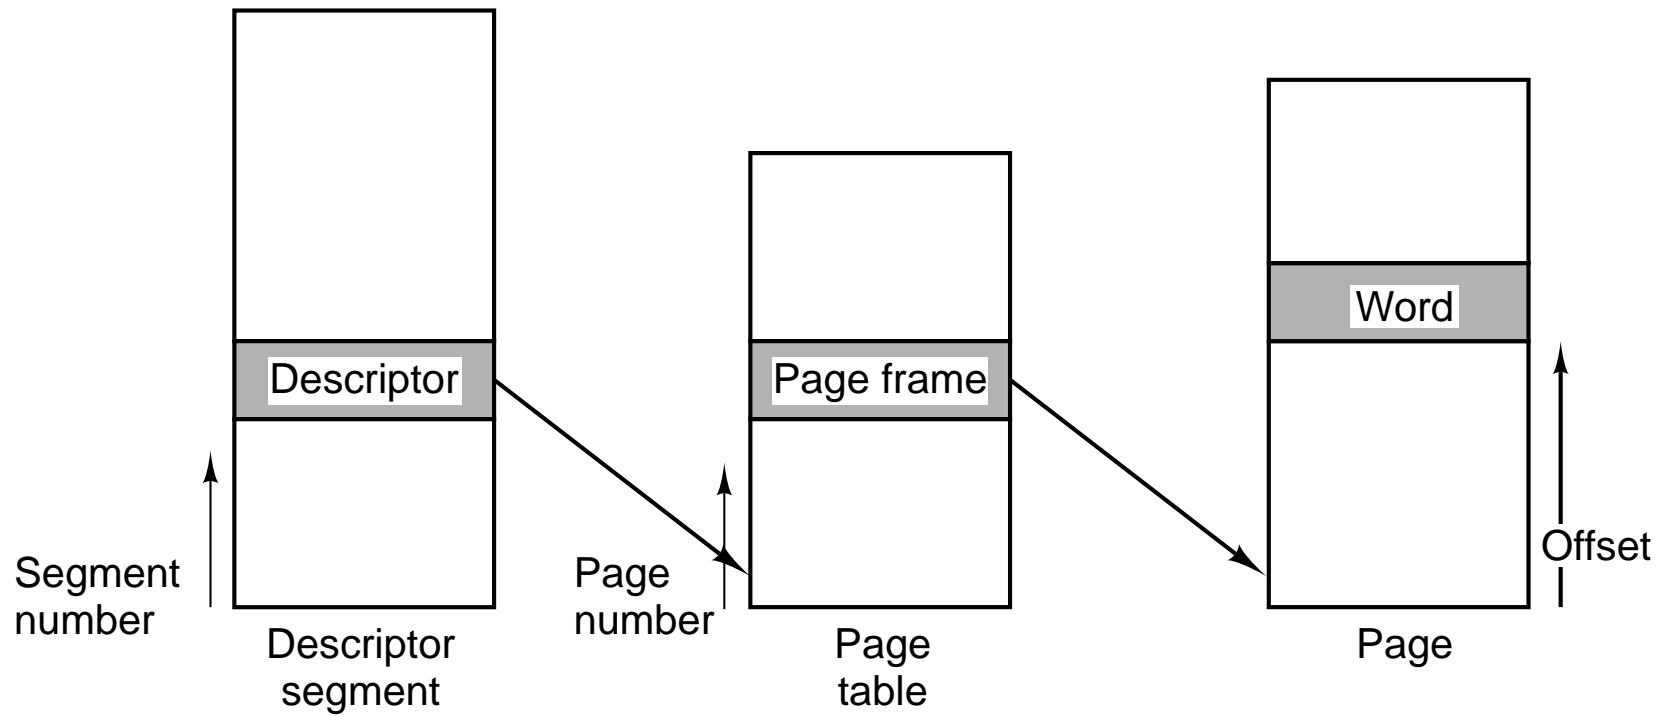 Descriptor
Page frame
Word
Segment
number
Page
number
Offset
Descriptor
segment
Page
table
Page